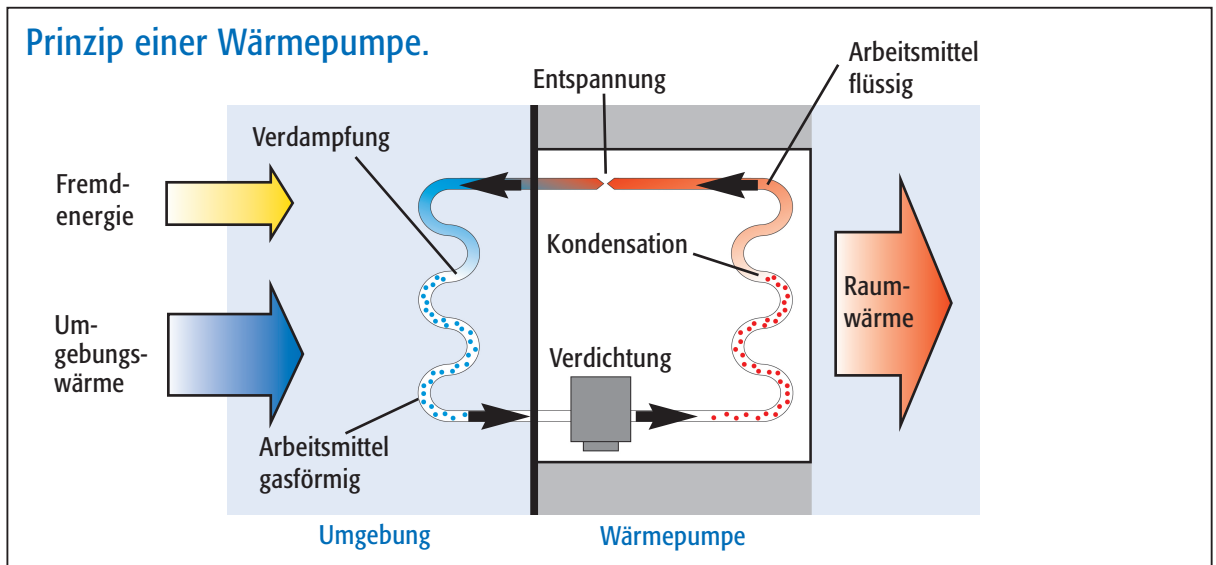 Prinzip einer Wärmepumpe.
Arbeitsmittel
flüssig
Entspannung
Verdampfung
Fremd-
energie
Kondensation
Raum-
wärme
Um-
gebungs-
wärme
Verdichtung
Arbeitsmittel
gasförmig
Umgebung
Wärmepumpe